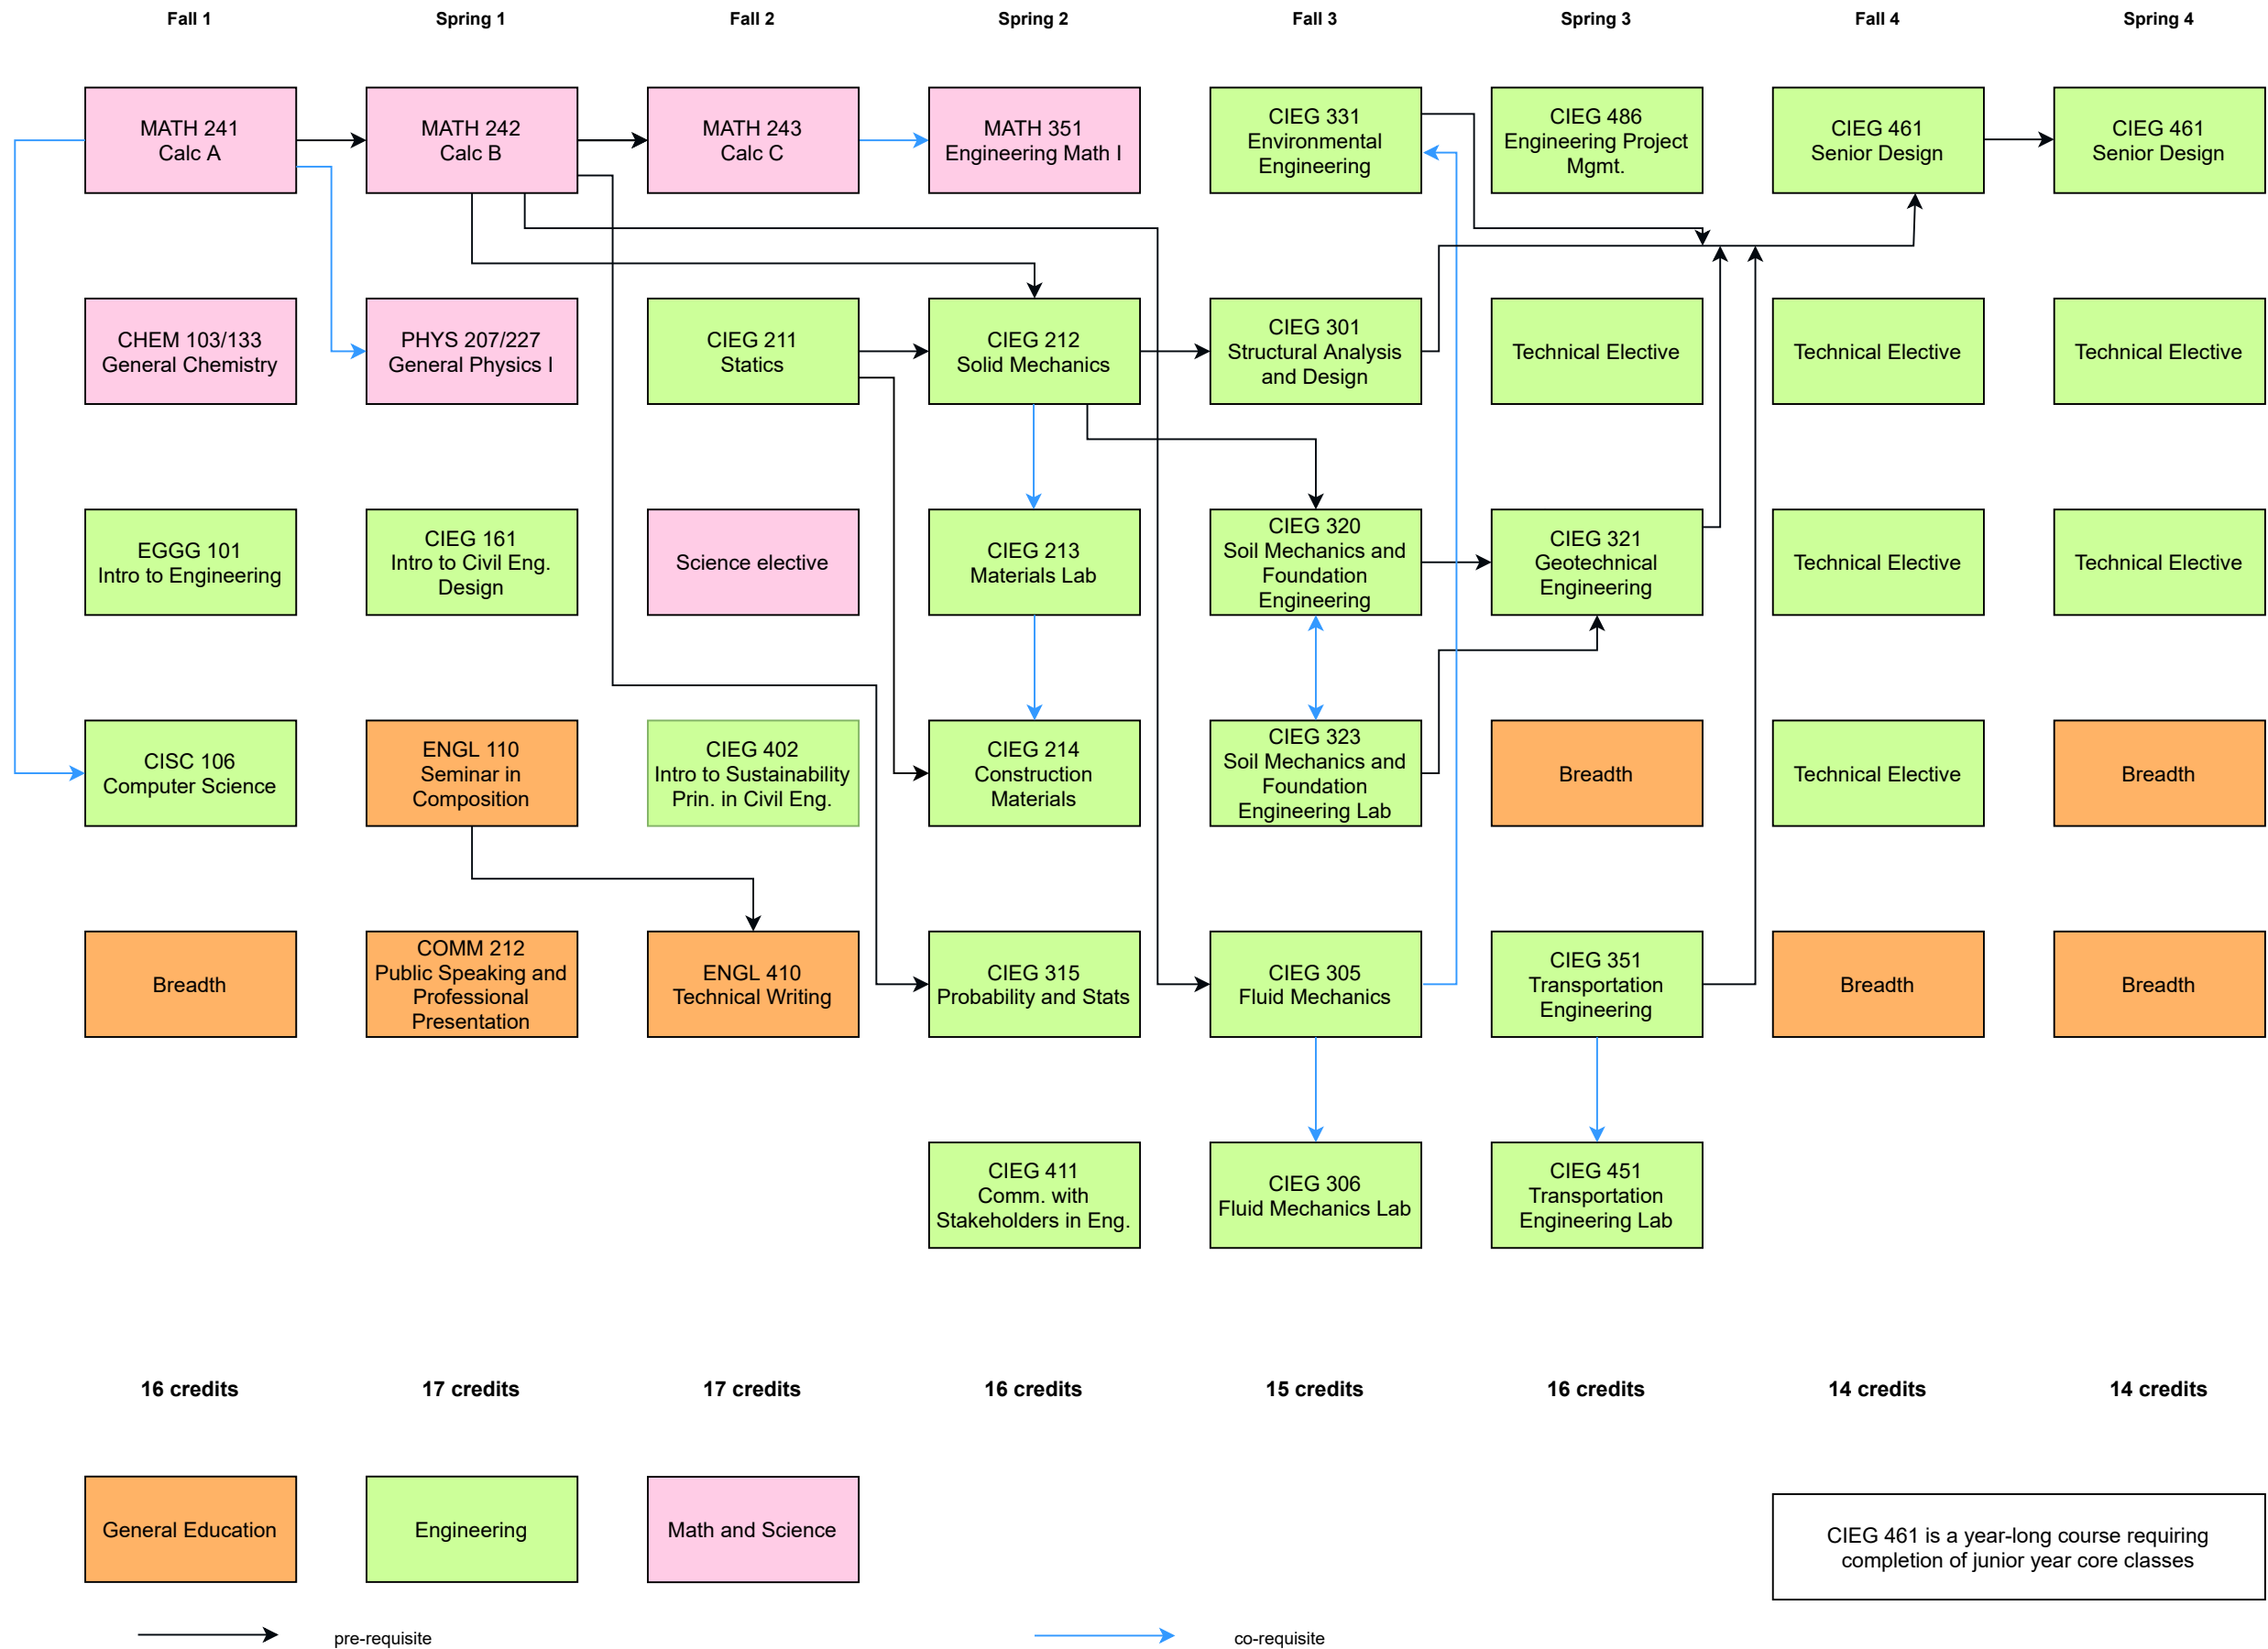 Fall 1
Spring 1
Fall 2
Spring 2
Fall 3
Spring 3
Fall 4
Spring 4
MATH 241
Calc A
MATH 242
Calc B
MATH 243
Calc C
MATH 351
Engineering Math I
CIEG 331
Environmental
Engineering
CIEG 486
Engineering Project
Mgmt.
CIEG 461
Senior Design
CIEG 461
Senior Design
CHEM 103/133
General Chemistry
PHYS 207/227
General Physics I
CIEG 211
Statics
CIEG 212
Solid Mechanics
CIEG 301
Structural Analysis
and Design
Technical Elective
Technical Elective
Technical Elective
EGGG 101
Intro to Engineering
CIEG 161
Intro to Civil Eng.
Design
Science elective
CIEG 213
Materials Lab
CIEG 320
Soil Mechanics and
Foundation
Engineering
CIEG 321
Geotechnical
Engineering
Technical Elective
Technical Elective
CISC 106
Computer Science
ENGL 110
Seminar in
Composition
CIEG 402
Intro to Sustainability
Prin. in Civil Eng.
CIEG 214
Construction
Materials
CIEG 323
Soil Mechanics and
Foundation
Engineering Lab
Breadth
Technical Elective
Breadth
Breadth
COMM 212
Public Speaking and
Professional
Presentation
ENGL 410
Technical Writing
CIEG 315
Probability and Stats
CIEG 305
Fluid Mechanics
CIEG 351
Transportation
Engineering
Breadth
Breadth
CIEG 411
Comm. with
Stakeholders in Eng.
CIEG 306
Fluid Mechanics Lab
CIEG 451
Transportation
Engineering Lab
16 credits
17 credits
17 credits
16 credits
15 credits
16 credits
14 credits
14 credits
General Education
Engineering
Math and Science
CIEG 461 is a year-long course requiring
completion of junior year core classes
pre-requisite
co-requisite